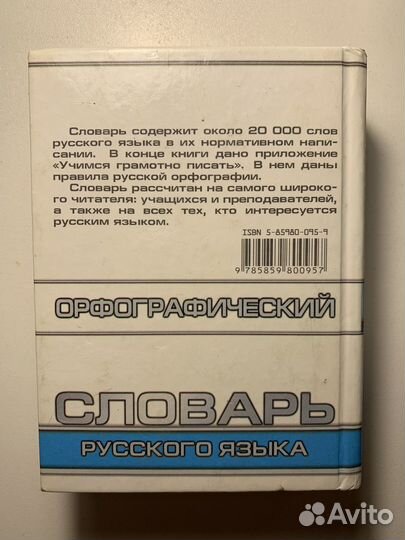 Словарь содержит около 20 000 слов
русского языка в их нормативном напи-
сании. В конце книги дано приложение
«Учимся грамотно писать». В нем даны
правила русской орфографии.
Словарь рассчитан на самого широко-
го читателя: учащихся и преподавателей,
а также на всех тех, кто интересуется
русским языком.
ISBN 5-85980-095-9
9 785859 800957
ОРФОГРАФИЧЕСКИЙ
СЛОВАРЬ
РУССКОГО ЯЗЫКА
Avito